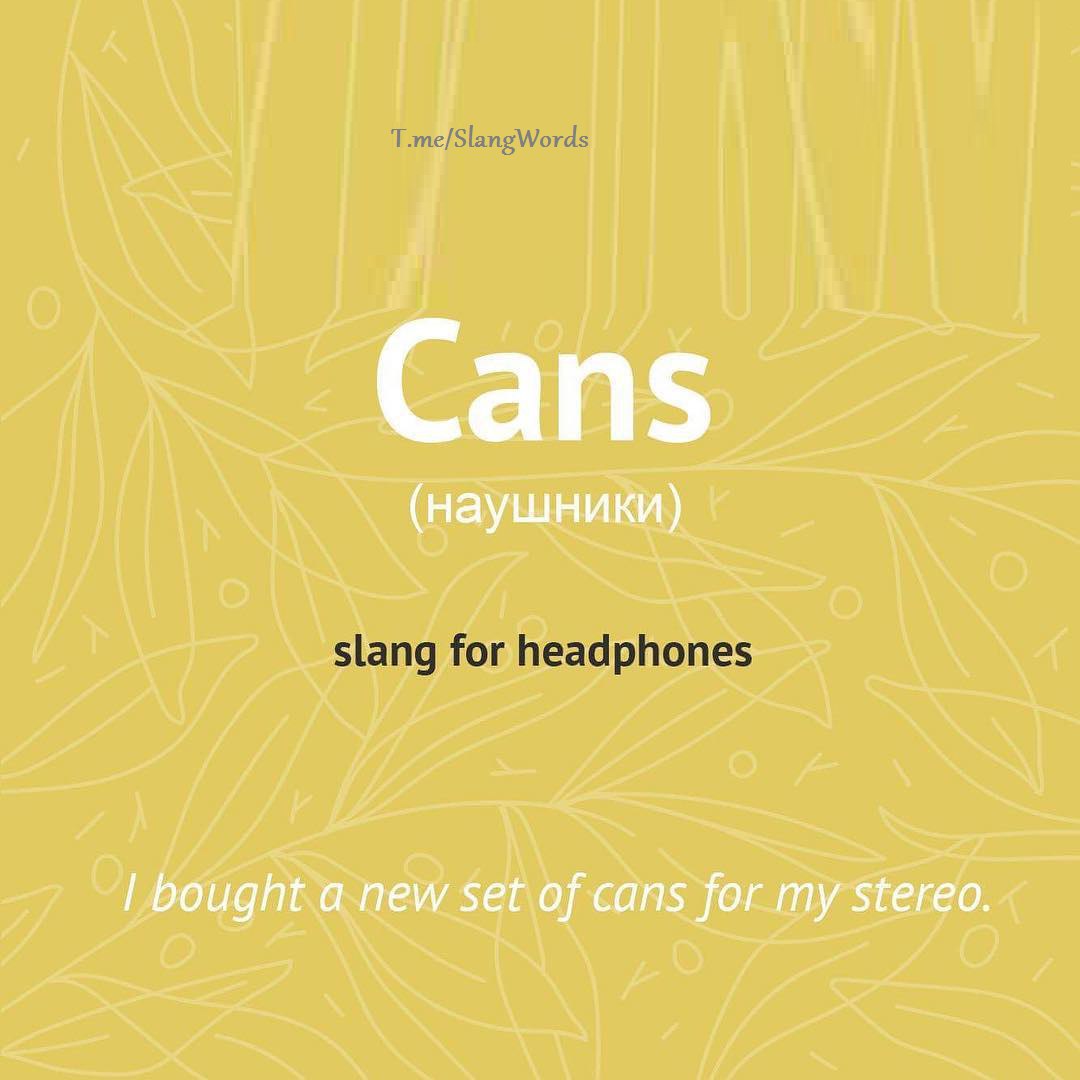 T.me/SlangWords
Cans
(наушники)
slang for headphones
I bought a new set of cans for my stereo.